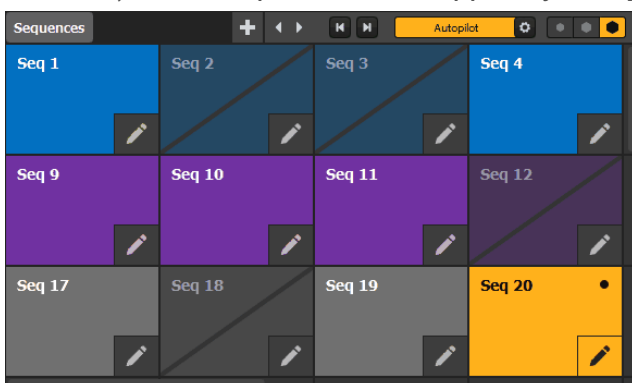 Sequences Autopilot
Seq 1 Seq 2 Seq 3 Seq 4
Seq 9 Seq 10 Seq 11 Seq 12
Seq 17 Seq 18 Seq 19 Seq 20